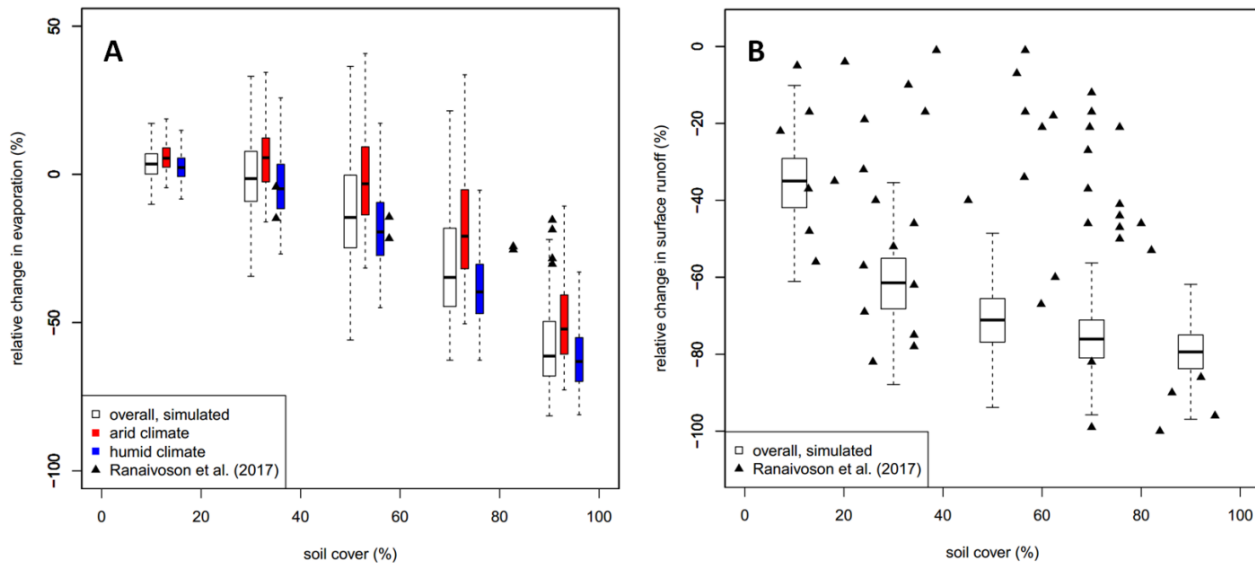 A
relative change in evaporation (%)
50
0
−50
−100
overall, simulated
arid climate
humid climate
Ranaivoson et al. (2017)
0 20 40 60 80 100
soil cover (%)
B
relative change in surface runoff (%)
0
−20
−40
−60
−80
−100
overall, simulated
Ranaivoson et al. (2017)
0 20 40 60 80 100
soil cover (%)